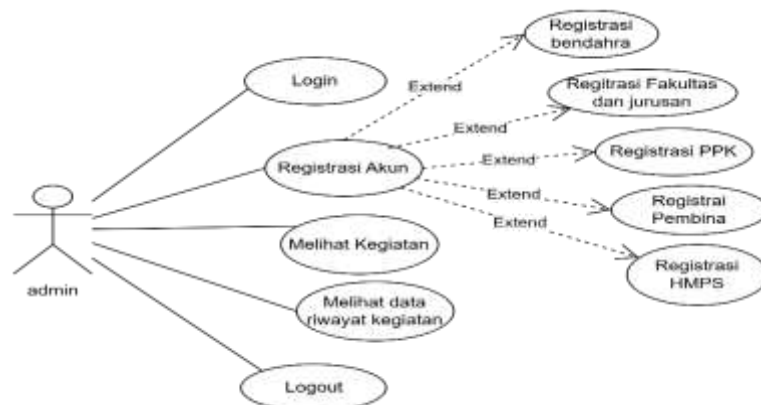 Registrasi
bendahra
Login
Extend
Regitrasi Fakultas
dan jurusan
Extend
Registrasi Akun
Extend
Registrasi PPK
Extend
Registrai
Pembina
Extend
Melihat Kegiatan
Registrasi
HMPS
admin
Melihat data
riwayat kegiatan
Logout